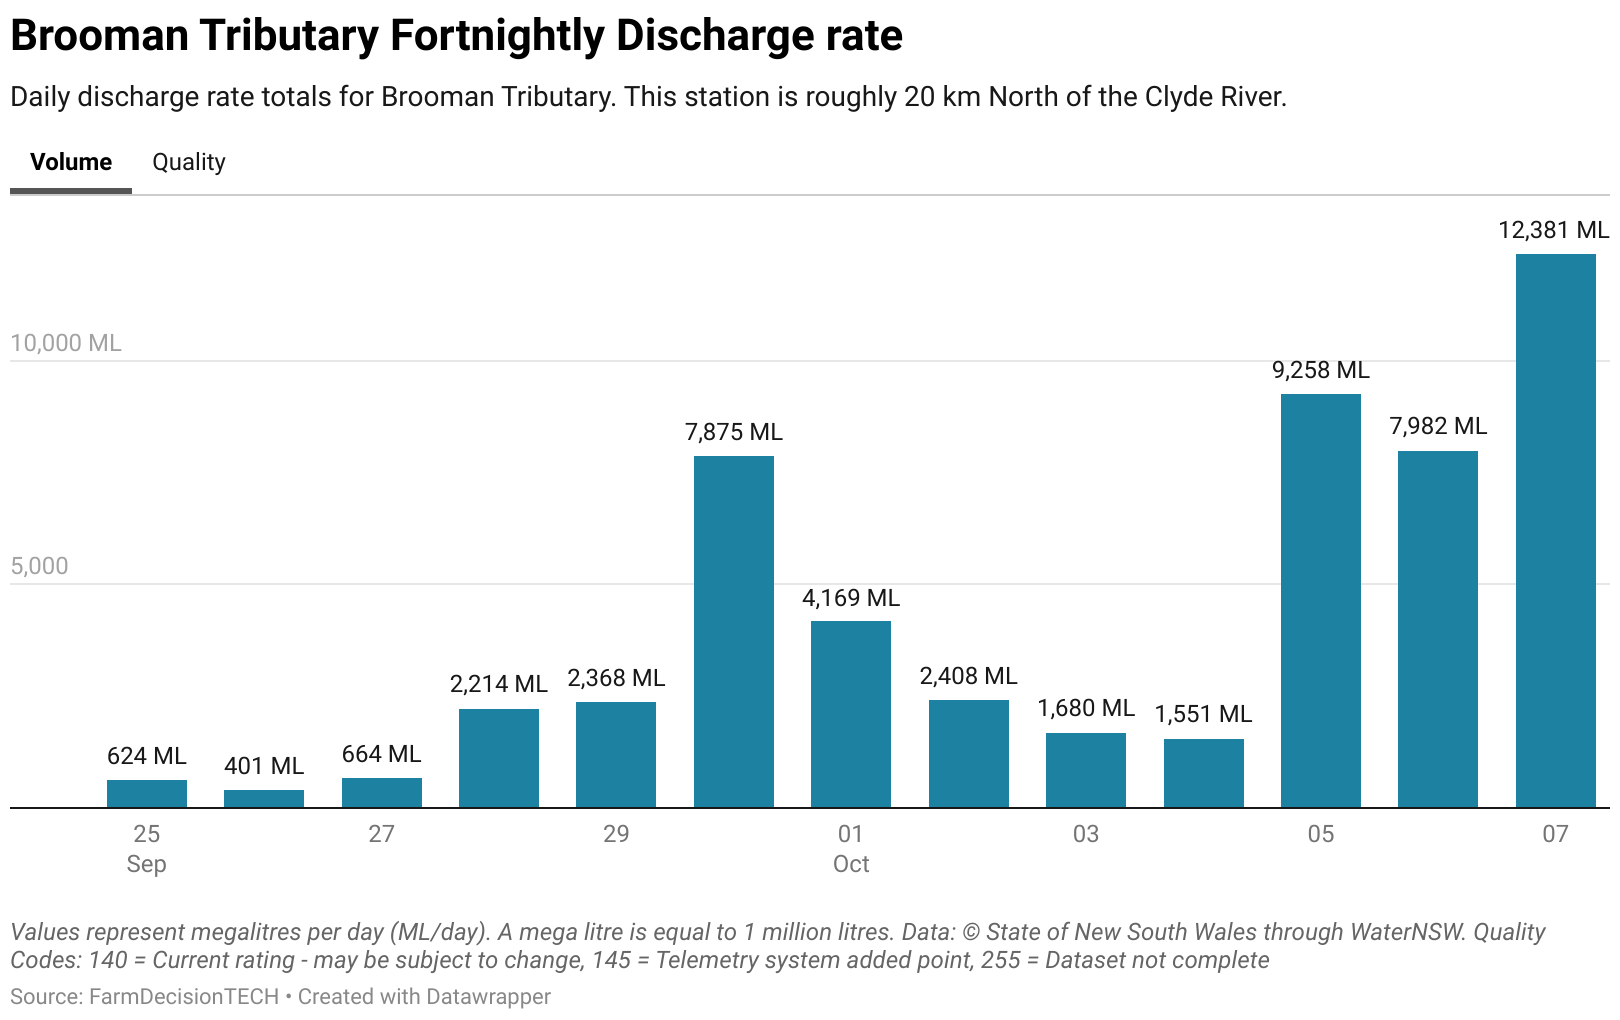 Brooman Tributary Fortnightly Discharge rate
Daily discharge rate totals for Brooman Tributary. This station is roughly 20 km North of the Clyde River.
Volume Quality
12,381 ML
10,000 ML
9,258 ML
7,982 ML
7,875 ML
5,000
4,169 ML
2,214 ML 2,368 ML 2,408 ML
1,680 ML 1,551 ML
624 ML 401 ML 664 ML
25 27 29 01 03 05 07
Sep Oct
Values represent megalitres per day (ML/day). A mega litre is equal to 1 million litres. Data: © State of New South Wales through WaterNSW. Quality
Codes: 140 = Current rating - may be subject to change, 145 = Telemetry system added point, 255 = Dataset not complete
Source: FarmDecisionTECH • Created with Datawrapper